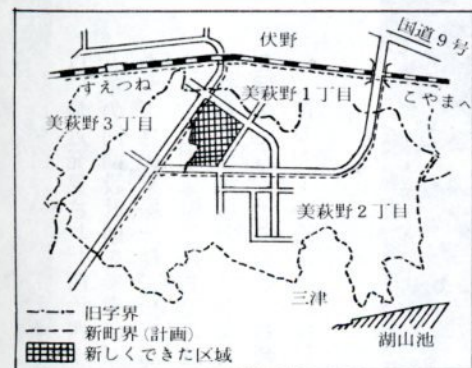 国道9号
伏野
すえつね
美萩野1丁目
こやまへ
美萩野3丁目
美萩野2丁目
三津
旧字界
新町界(計画)
新しくできた区域
湖山池